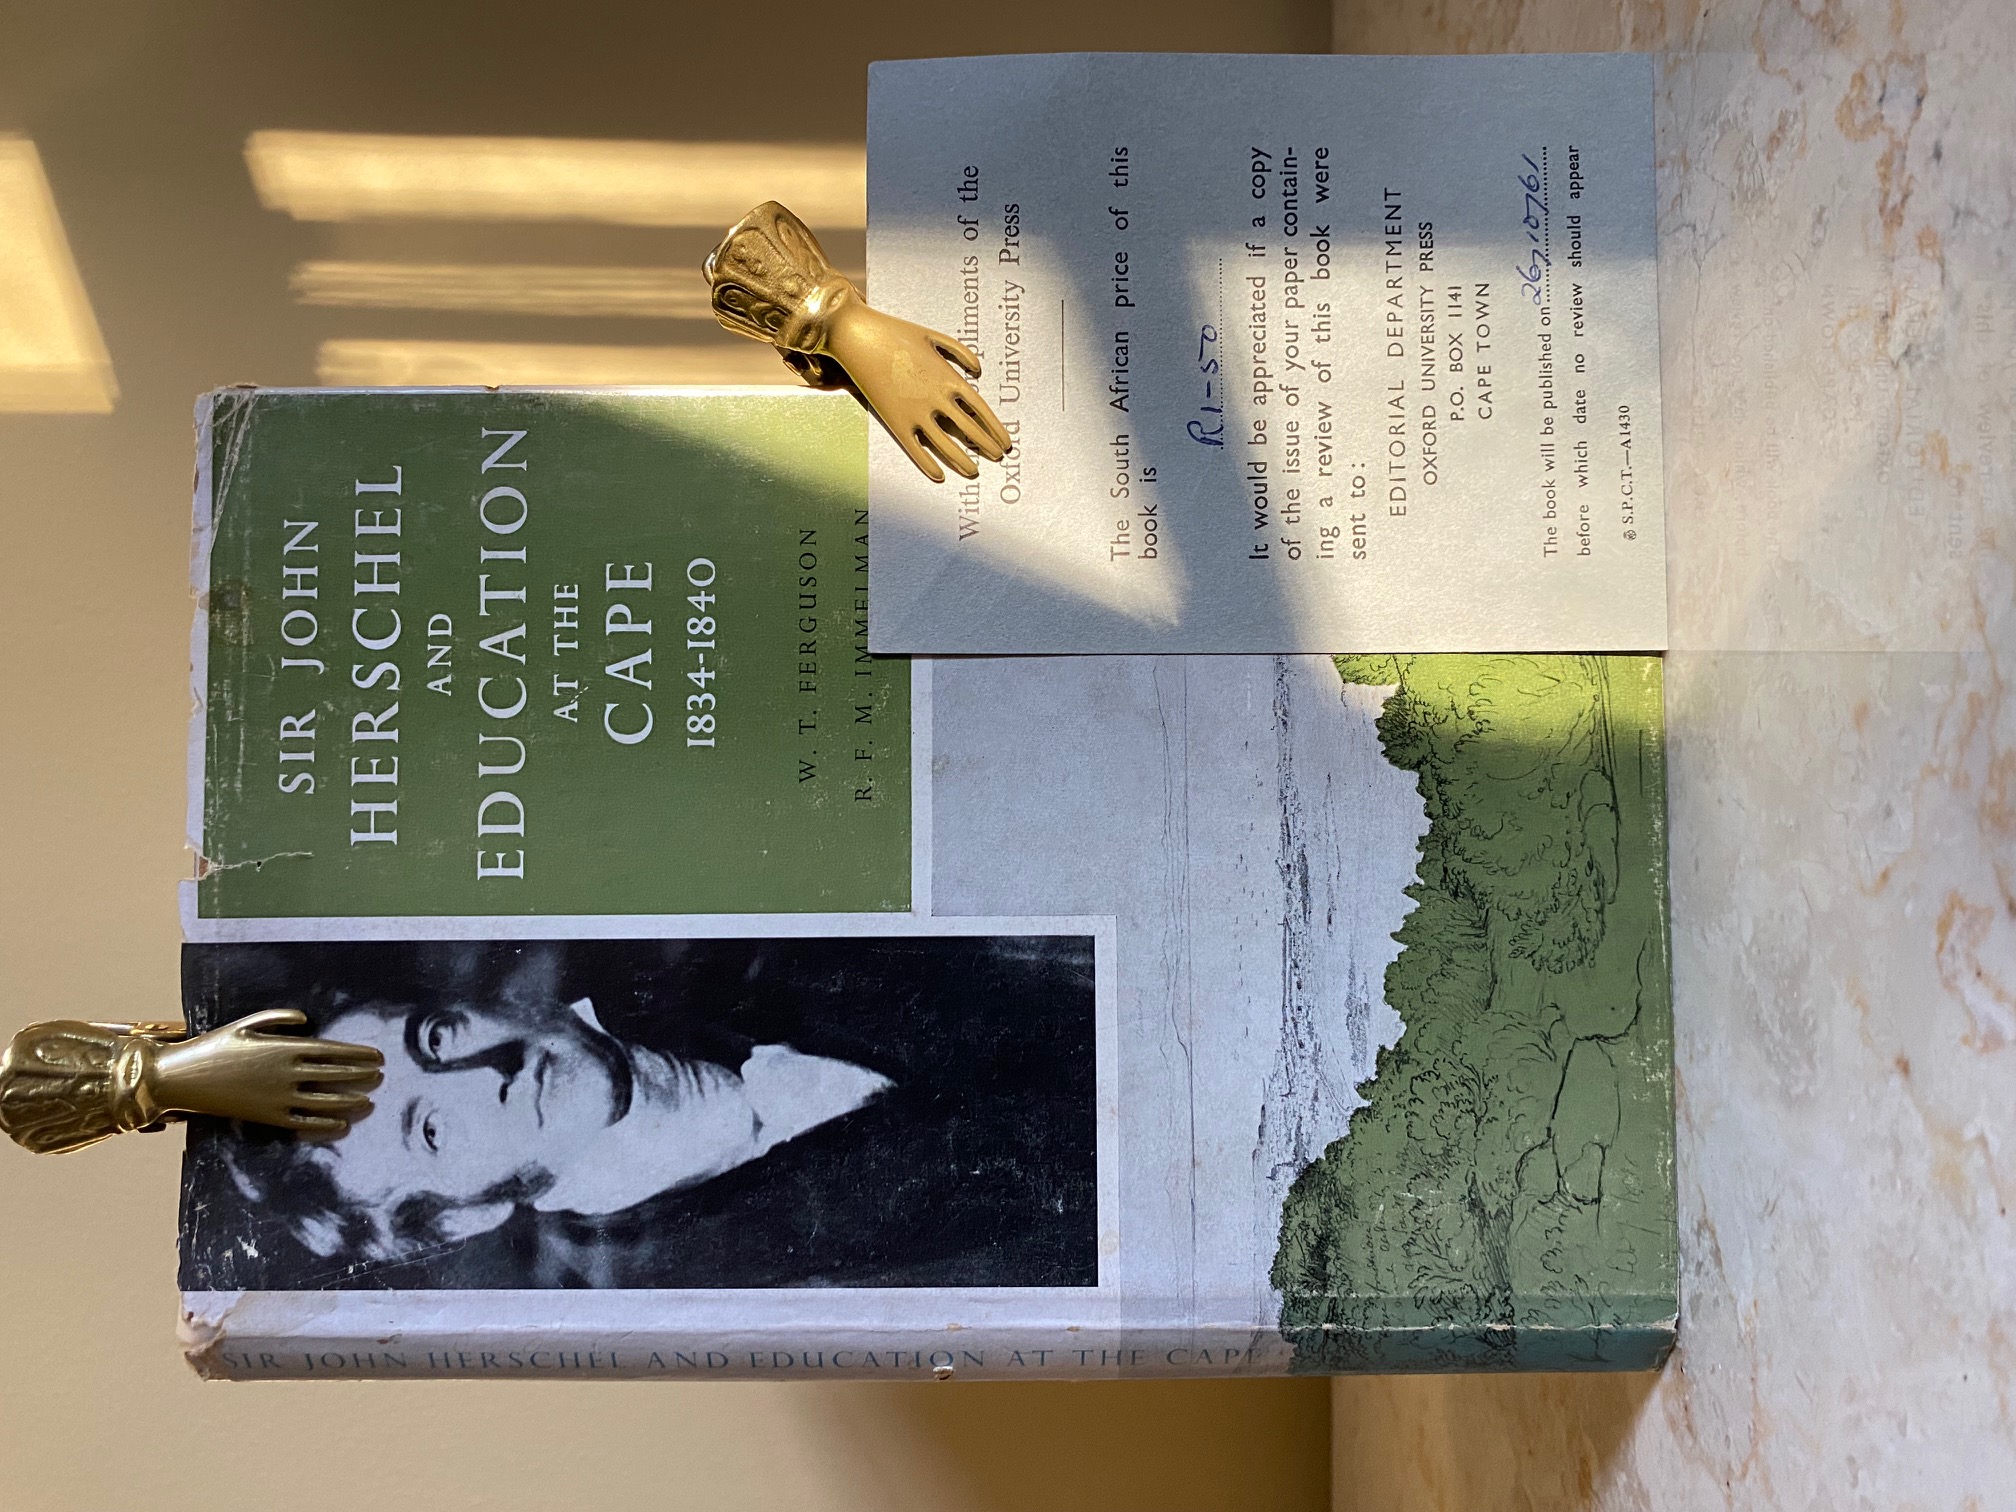 SIR JOHN
HERSCHEL
AND
EDUCATION
AT THE
CAPE
1834-1840
W. T. FERGUSON
R. F. M. IMMELMAN
SIR JOHN HERSCHEL AND EDUCATION AT THE CAPE
With compliments of the
Oxford University Press
The South African price of this
book is
R1-50
It would be appreciated if a copy
of the issue of your paper contain-
ing a review of this book were
sent to:
EDITORIAL DEPARTMENT
OXFORD UNIVERSITY PRESS
P.O. BOX 1141
CAPE TOWN
The book will be published on 26/10/61
before which date no review should appear
S.P.C.T.—A1430